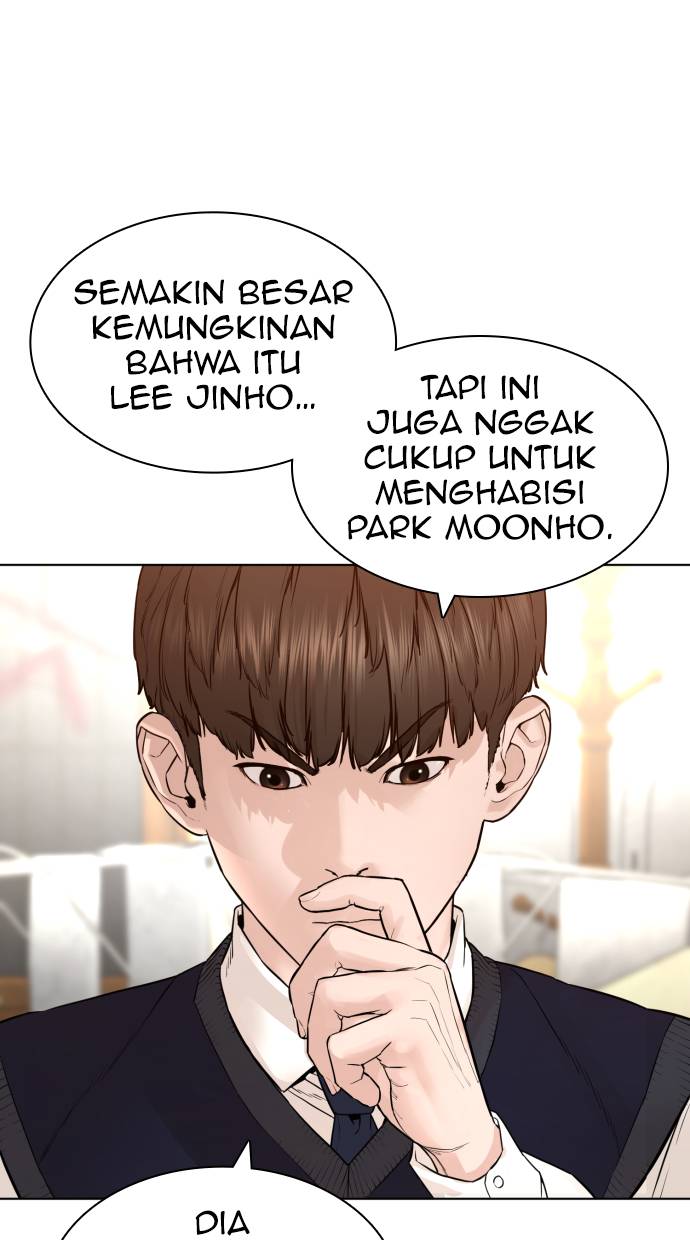 SEMAKIN BESAR
KEMUNGKINAN
BAHWA ITU
LEE JINHO...
TAPI INI
JUGA NGGAK
CUKUP UNTUK
MENGHABISI
PARK MOONHO.
DIA